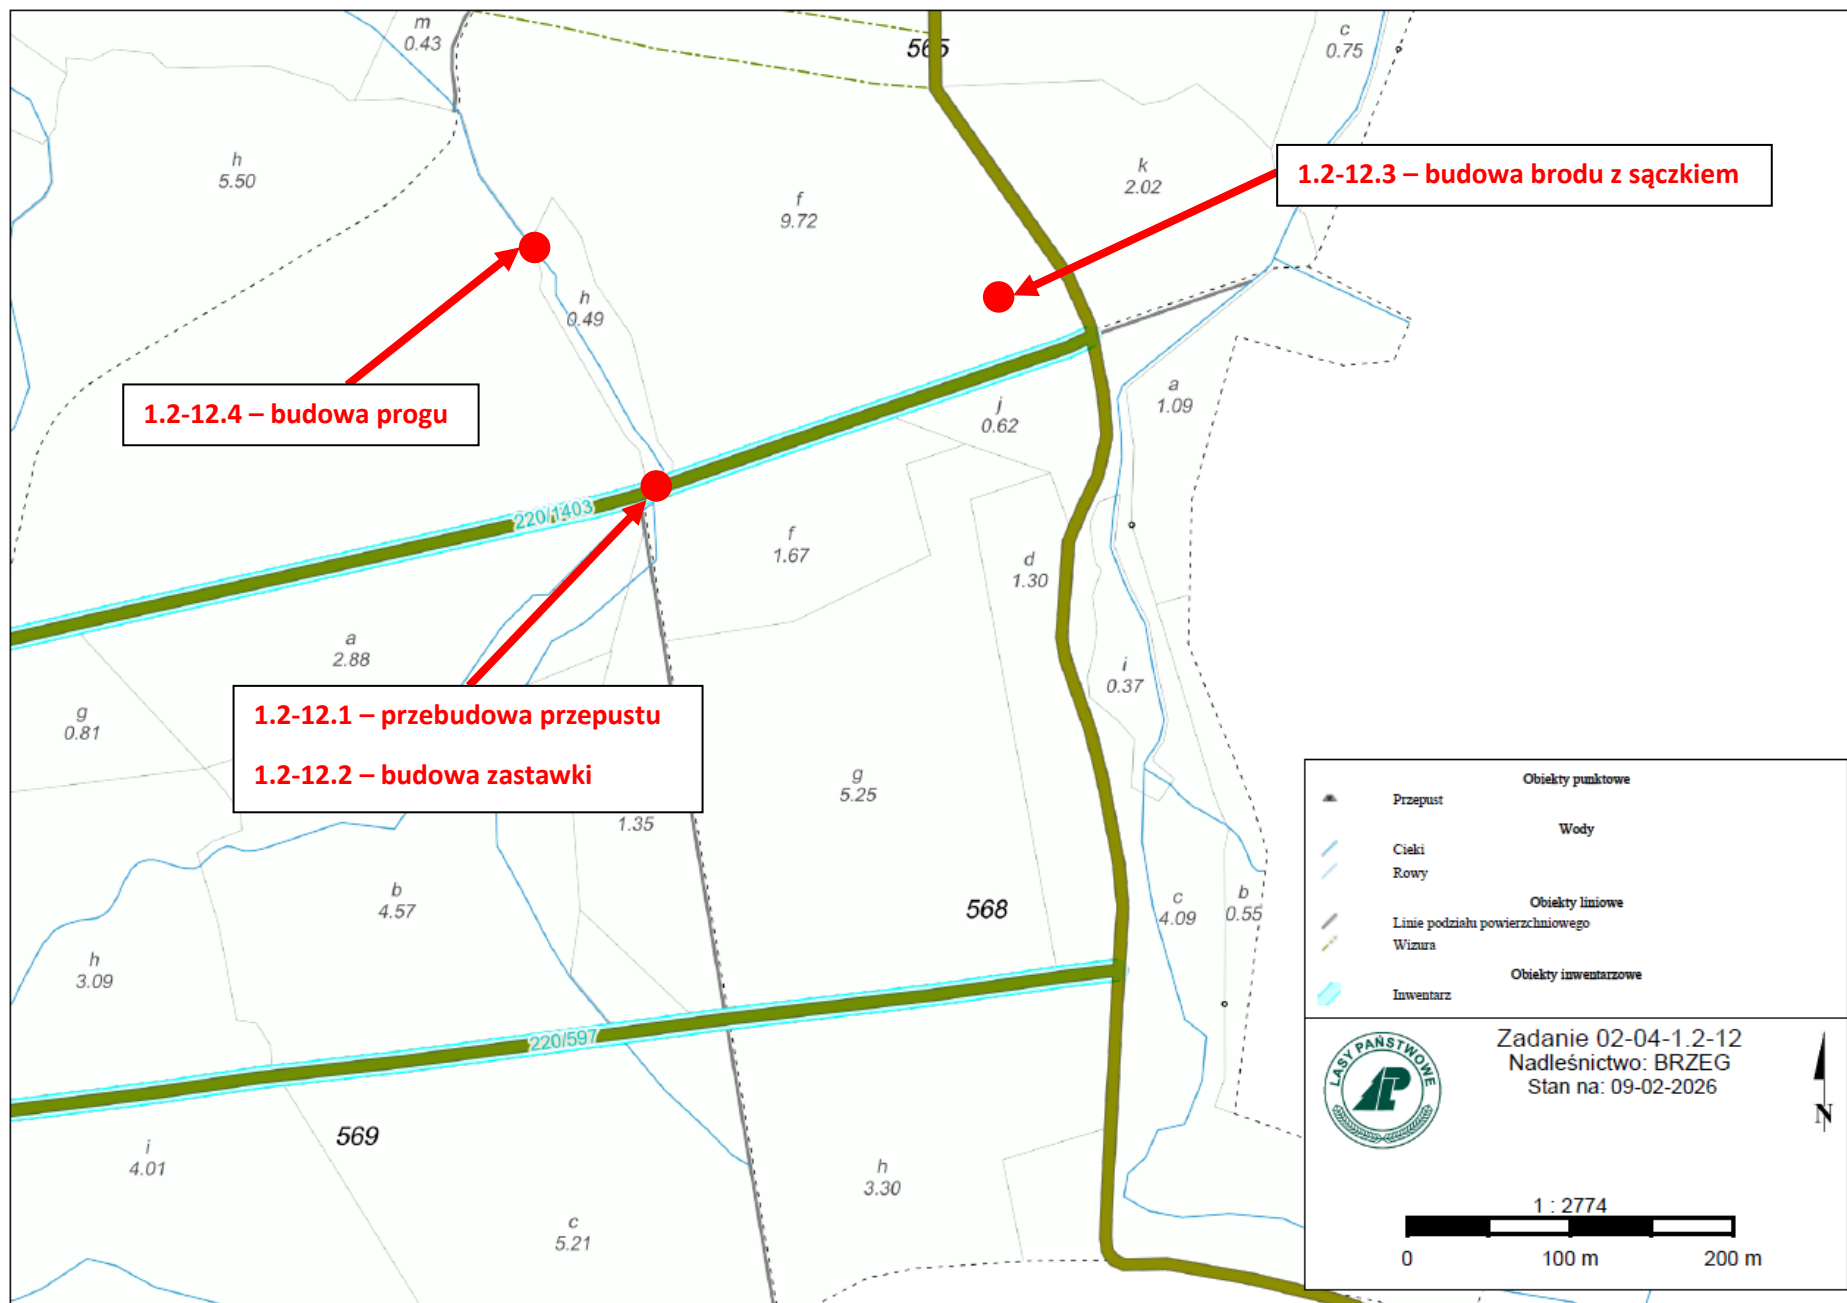 m
0.43
565
c
0.75
h
5.50
k
2.02
1.2-12.3 – budowa brodu z sączkiem
f
9.72
h
0.49
1.2-12.4 – budowa progu
a
1.09
j
0.62
220/1403
f
1.67
d
1.30
a
2.88
i
0.37
g
0.81
1.2-12.1 – przebudowa przepustu
1.2-12.2 – budowa zastawki
g
5.25
1.35
b
4.57
568
c
4.09
b
0.55
h
3.09
220/597
569
i
4.01
h
3.30
c
5.21
Obiekty punktowe
Przepust
Wody
Cieki
Rowy
Obiekty liniowe
Linie podziału powierzchniowego
Wizura
Obiekty inwentarzowe
Inwentarz
LASY PAŃSTWOWE
Zadanie 02-04-1.2-12
Nadleśnictwo: BRZEG
Stan na: 09-02-2026
N
1 : 2774
0 100 m 200 m